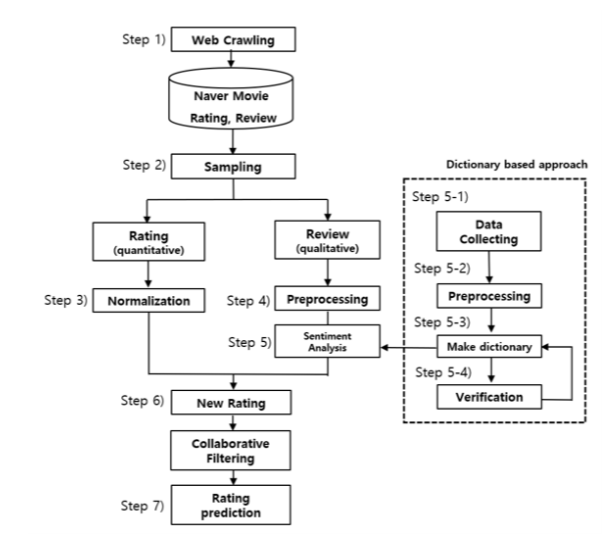 Step 1) Web Crawling
Naver Movie
Rating, Review
Step 2) Sampling
Rating
(quantitative)
Review
(qualitative)
Step 3) Normalization
Step 4) Preprocessing
Step 5) Sentiment
Analysis
Dictionary based approach
Step 5-1)
Data
Collecting
Step 5-2)
Preprocessing
Step 5-3)
Make dictionary
Step 5-4)
Verification
Step 6) New Rating
Collaborative
Filtering
Step 7) Rating
prediction